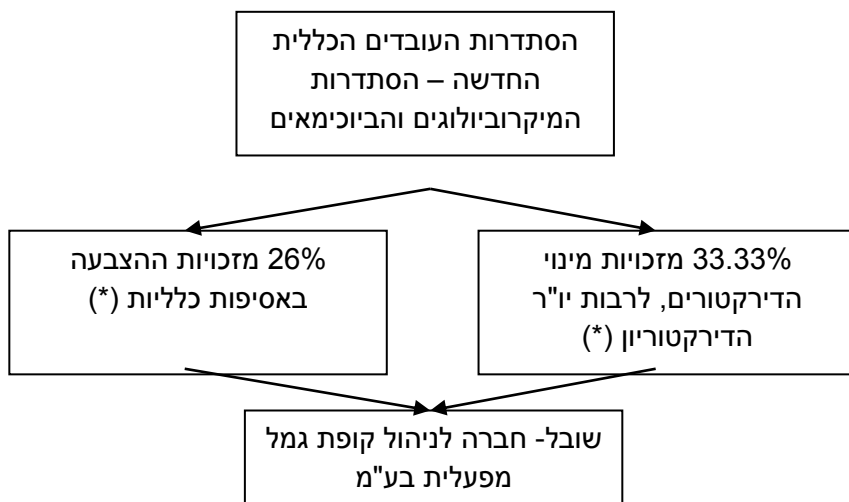 הסתדרות העובדים הכללית
החדשה – הסתדרות
המיקרוביולוגים והביוכימאים
33.33% מזכויות מינוי
הדירקטורים, לרבות יו"ר
הדירקטוריון (*)
26% מזכויות ההצבעה
באסיפות כלליות (*)
שובל- חברה לניהול קופת גמל
מפעלית בע"מ